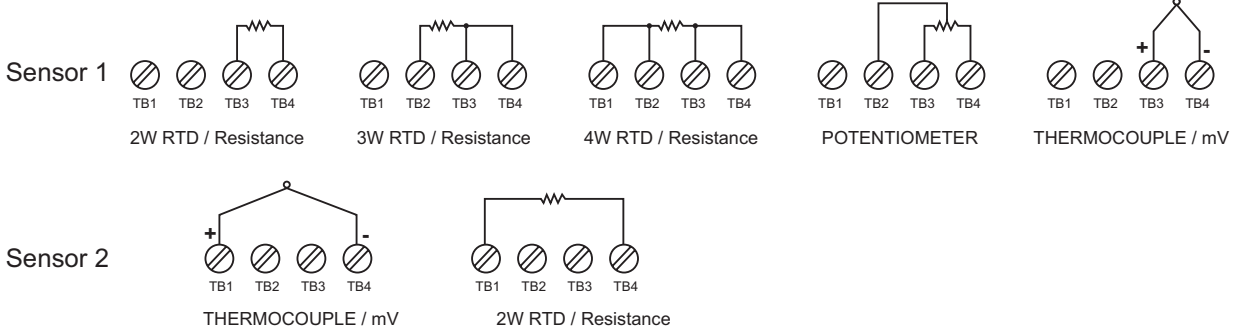 + - 
Sensor 1
TB1 TB2 TB3 TB4 TB1 TB2 TB3 TB4 TB1 TB2 TB3 TB4 TB1 TB2 TB3 TB4 TB1 TB2 TB3 TB4
2W RTD / Resistance 3W RTD / Resistance 4W RTD / Resistance POTENTIOMETER THERMOCOUPLE / mV
+ -
Sensor 2
TB1 TB2 TB3 TB4 TB1 TB2 TB3 TB4
THERMOCOUPLE / mV 2W RTD / Resistance